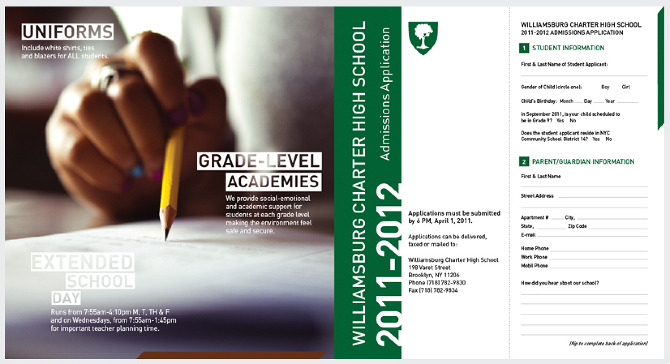 UNIFORMS
Include white shirts, ties
and blazers for ALL students.
GRADE-LEVEL
ACADEMIES
We provide social-emotional
and academic support for
students at each grade level
making the environment feel
safe and secure.
EXTENDED
SCHOOL
DAY
Runs from 7:55am-4:10pm M, T, TH & F
and on Wednesdays, from 7:55am-1:45pm
for important teacher planning time.
WILLIAMSBURG CHARTER HIGH SCHOOL
2011-2012 Admissions Application
Applications must be submitted
by 4 PM, April 1, 2011.
Applications can be delivered,
faxed or mailed to:
Williamsburg Charter High School
198 Varet Street
Brooklyn, NY 11206
Phone (718) 782-9830
Fax (718) 782-9834
WILLIAMSBURG CHARTER HIGH SCHOOL
2011-2012 ADMISSIONS APPLICATION
1 STUDENT INFORMATION
First & Last Name of Student Applicant:
Gender of Child (circle one): Boy Girl
Child's Birthday: Month Day Year
In September 2011, is your child scheduled to
be in Grade 9? Yes No
Does the student applicant reside in NYC
Community School District 14? Yes No
2 PARENT/GUARDIAN INFORMATION
First & Last Name
Street Address
Apartment # City,
State, Zip Code
E-mail
Home Phone
Work Phone
Mobil Phone
How did you hear about our school?
(flip to complete back of application)